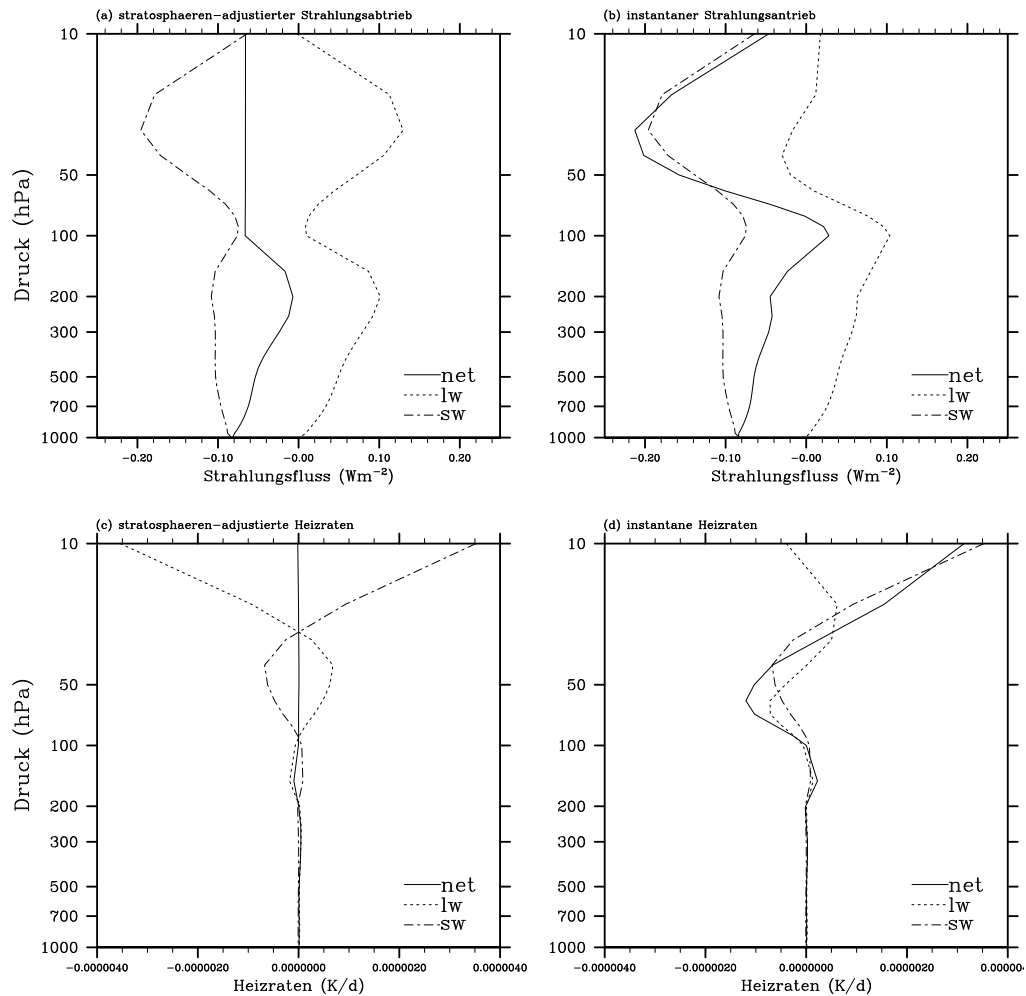 (a) stratosphaeren-adjustierter Strahlungsabtrieb
10
50
100
200
300
500
700
1000
Druck (hPa)
net
lw
sw
-0.20 -0.10 -0.00 0.10 0.20
Strahlungsfluss (Wm-2)
(b) instantaner Strahlungsantrieb
10
50
100
200
300
500
700
1000
net
lw
sw
-0.20 -0.10 -0.00 0.10 0.20
Strahlungsfluss (Wm-2)
(c) stratosphaeren-adjustierte Heizraten
10
50
100
200
300
500
700
1000
Druck (hPa)
net
lw
sw
-0.0000040 -0.0000020 0.0000000 0.0000020 0.0000040
Heizraten (K/d)
(d) instantane Heizraten
10
50
100
200
300
500
700
1000
net
lw
sw
-0.0000040 -0.0000020 0.0000000 0.0000020 0.000004
Heizraten (K/d)